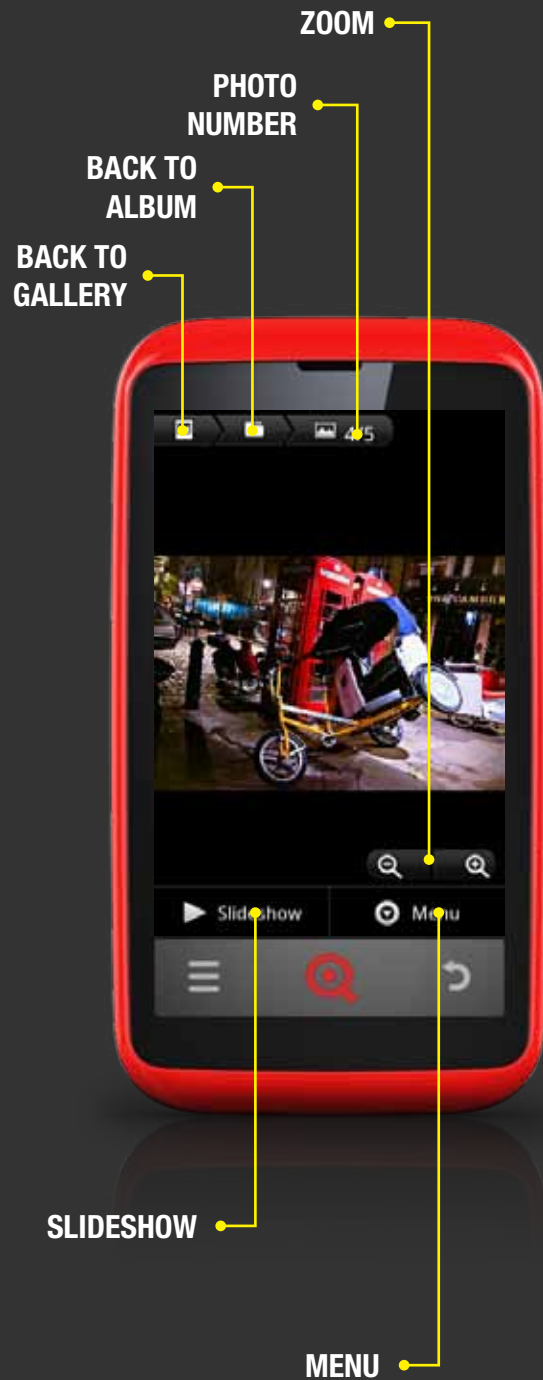 ZOOM
PHOTO
NUMBER
BACK TO
ALBUM
BACK TO
GALLERY
4/5
Slideshow
Menu
SLIDESHOW
MENU